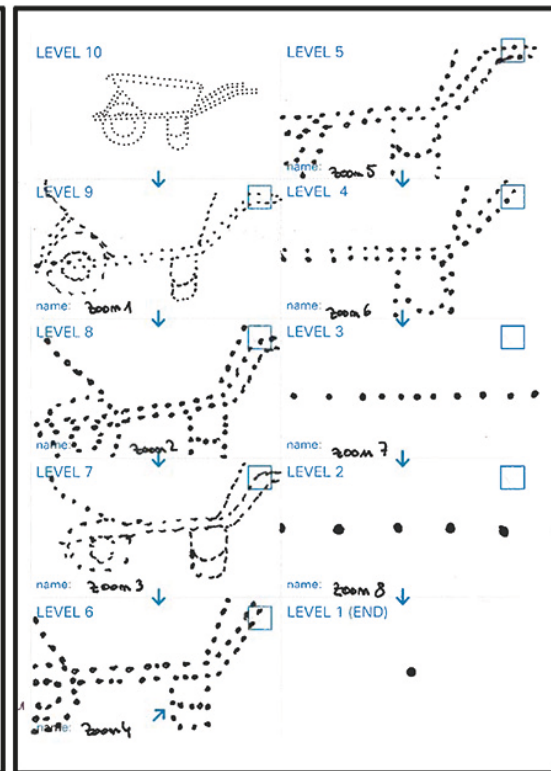 LEVEL 10
LEVEL 9
name: Zoom 1
LEVEL 8
name: Zoom 2
LEVEL 7
name: Zoom 3
LEVEL 6
name: Zoom 4
LEVEL 5
name: Zoom 5
LEVEL 4
name: Zoom 6
LEVEL 3
name: Zoom 7
LEVEL 2
name: Zoom 8
LEVEL 1 (END)